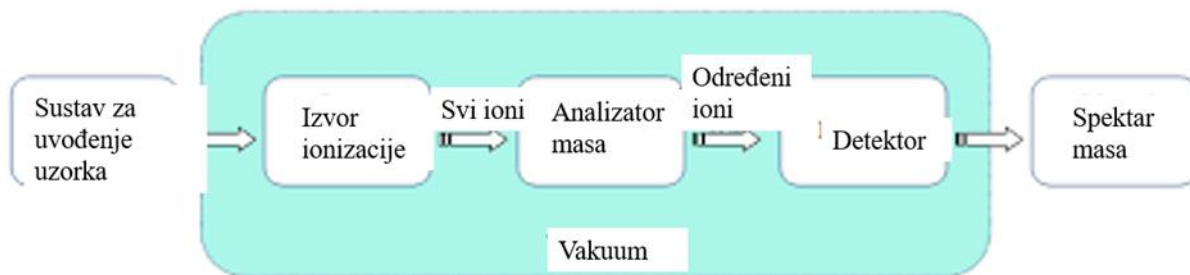 Sustav za
uvođenje
uzorka
Izvor
ionizacije
Svi ioni
Analizator
masa
Određeni
ioni
Detektor
Spektar
masa
Vakuum